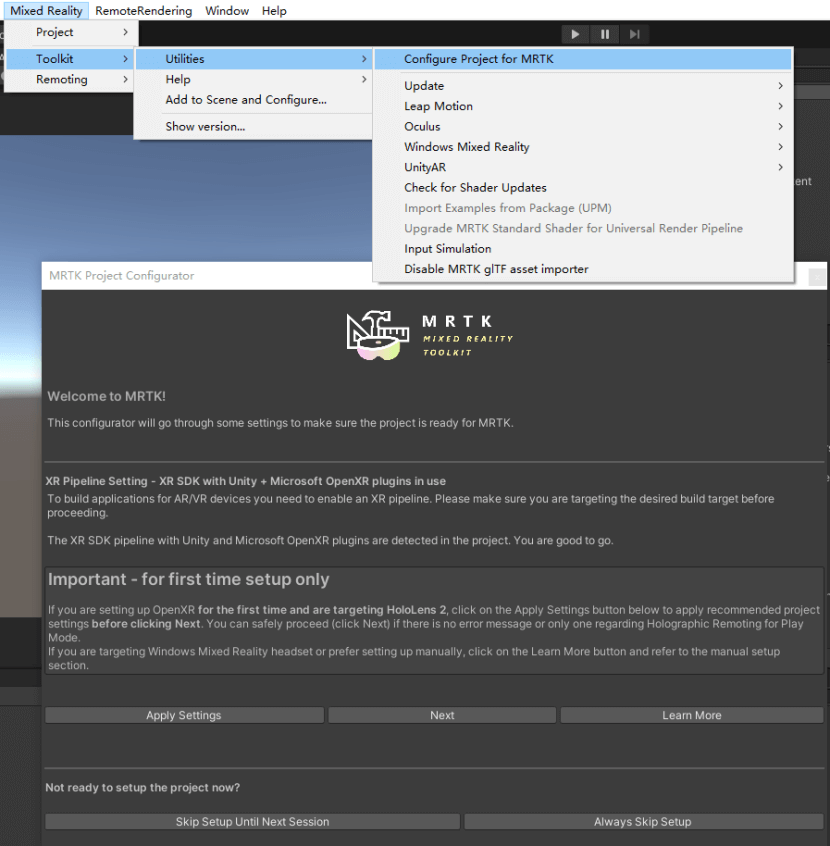 Mixed Reality RemoteRendering Window Help
Project
Toolkit
Remoting
Utilities
Help
Add to Scene and Configure...
Show version...
Configure Project for MRTK
Update
Leap Motion
Oculus
Windows Mixed Reality
UnityAR
Check for Shader Updates
Import Examples from Package (UPM)
Upgrade MRTK Standard Shader for Universal Render Pipeline
Input Simulation
Disable MRTK glTF asset importer
ent
MRTK Project Configurator
MRTK
MIXED REALITY
TOOLKIT
Welcome to MRTK!
This configurator will go through some settings to make sure the project is ready for MRTK.
XR Pipeline Setting - XR SDK with Unity + Microsoft OpenXR plugins in use
To build applications for AR/VR devices you need to enable an XR pipeline. Please make sure you are targeting the desired build target before
proceeding.
The XR SDK pipeline with Unity and Microsoft OpenXR plugins are detected in the project. You are good to go.
Important - for first time setup only
If you are setting up OpenXR for the first time and are targeting HoloLens 2, click on the Apply Settings button below to apply recommended project
settings before clicking Next. You can safely proceed (click Next) if there is no error message or only one regarding Holographic Remoting for Play
Mode.
If you are targeting Windows Mixed Reality headset or prefer setting up manually, click on the Learn More button and refer to the manual setup
section.
Apply Settings
Next
Learn More
Not ready to setup the project now?
Skip Setup Until Next Session
Always Skip Setup